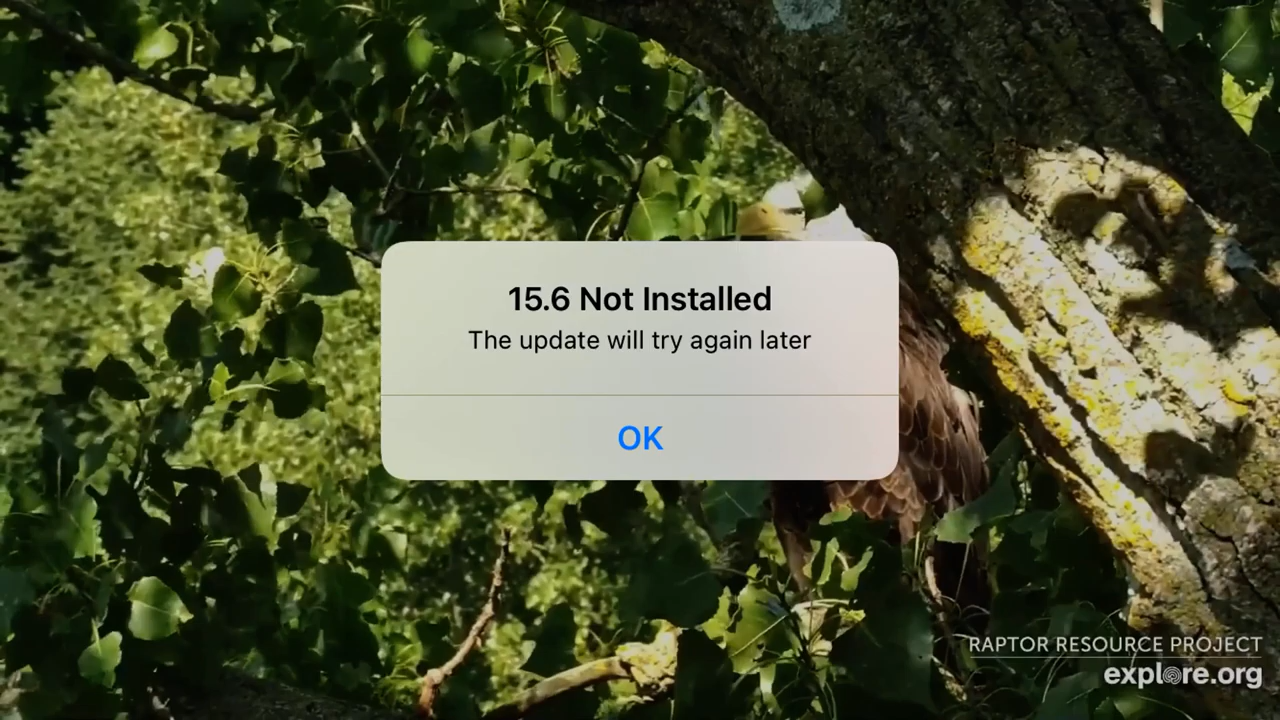 15.6 Not Installed
The update will try again later
OK
RAPTOR RESOURCE PROJECT
explore.org